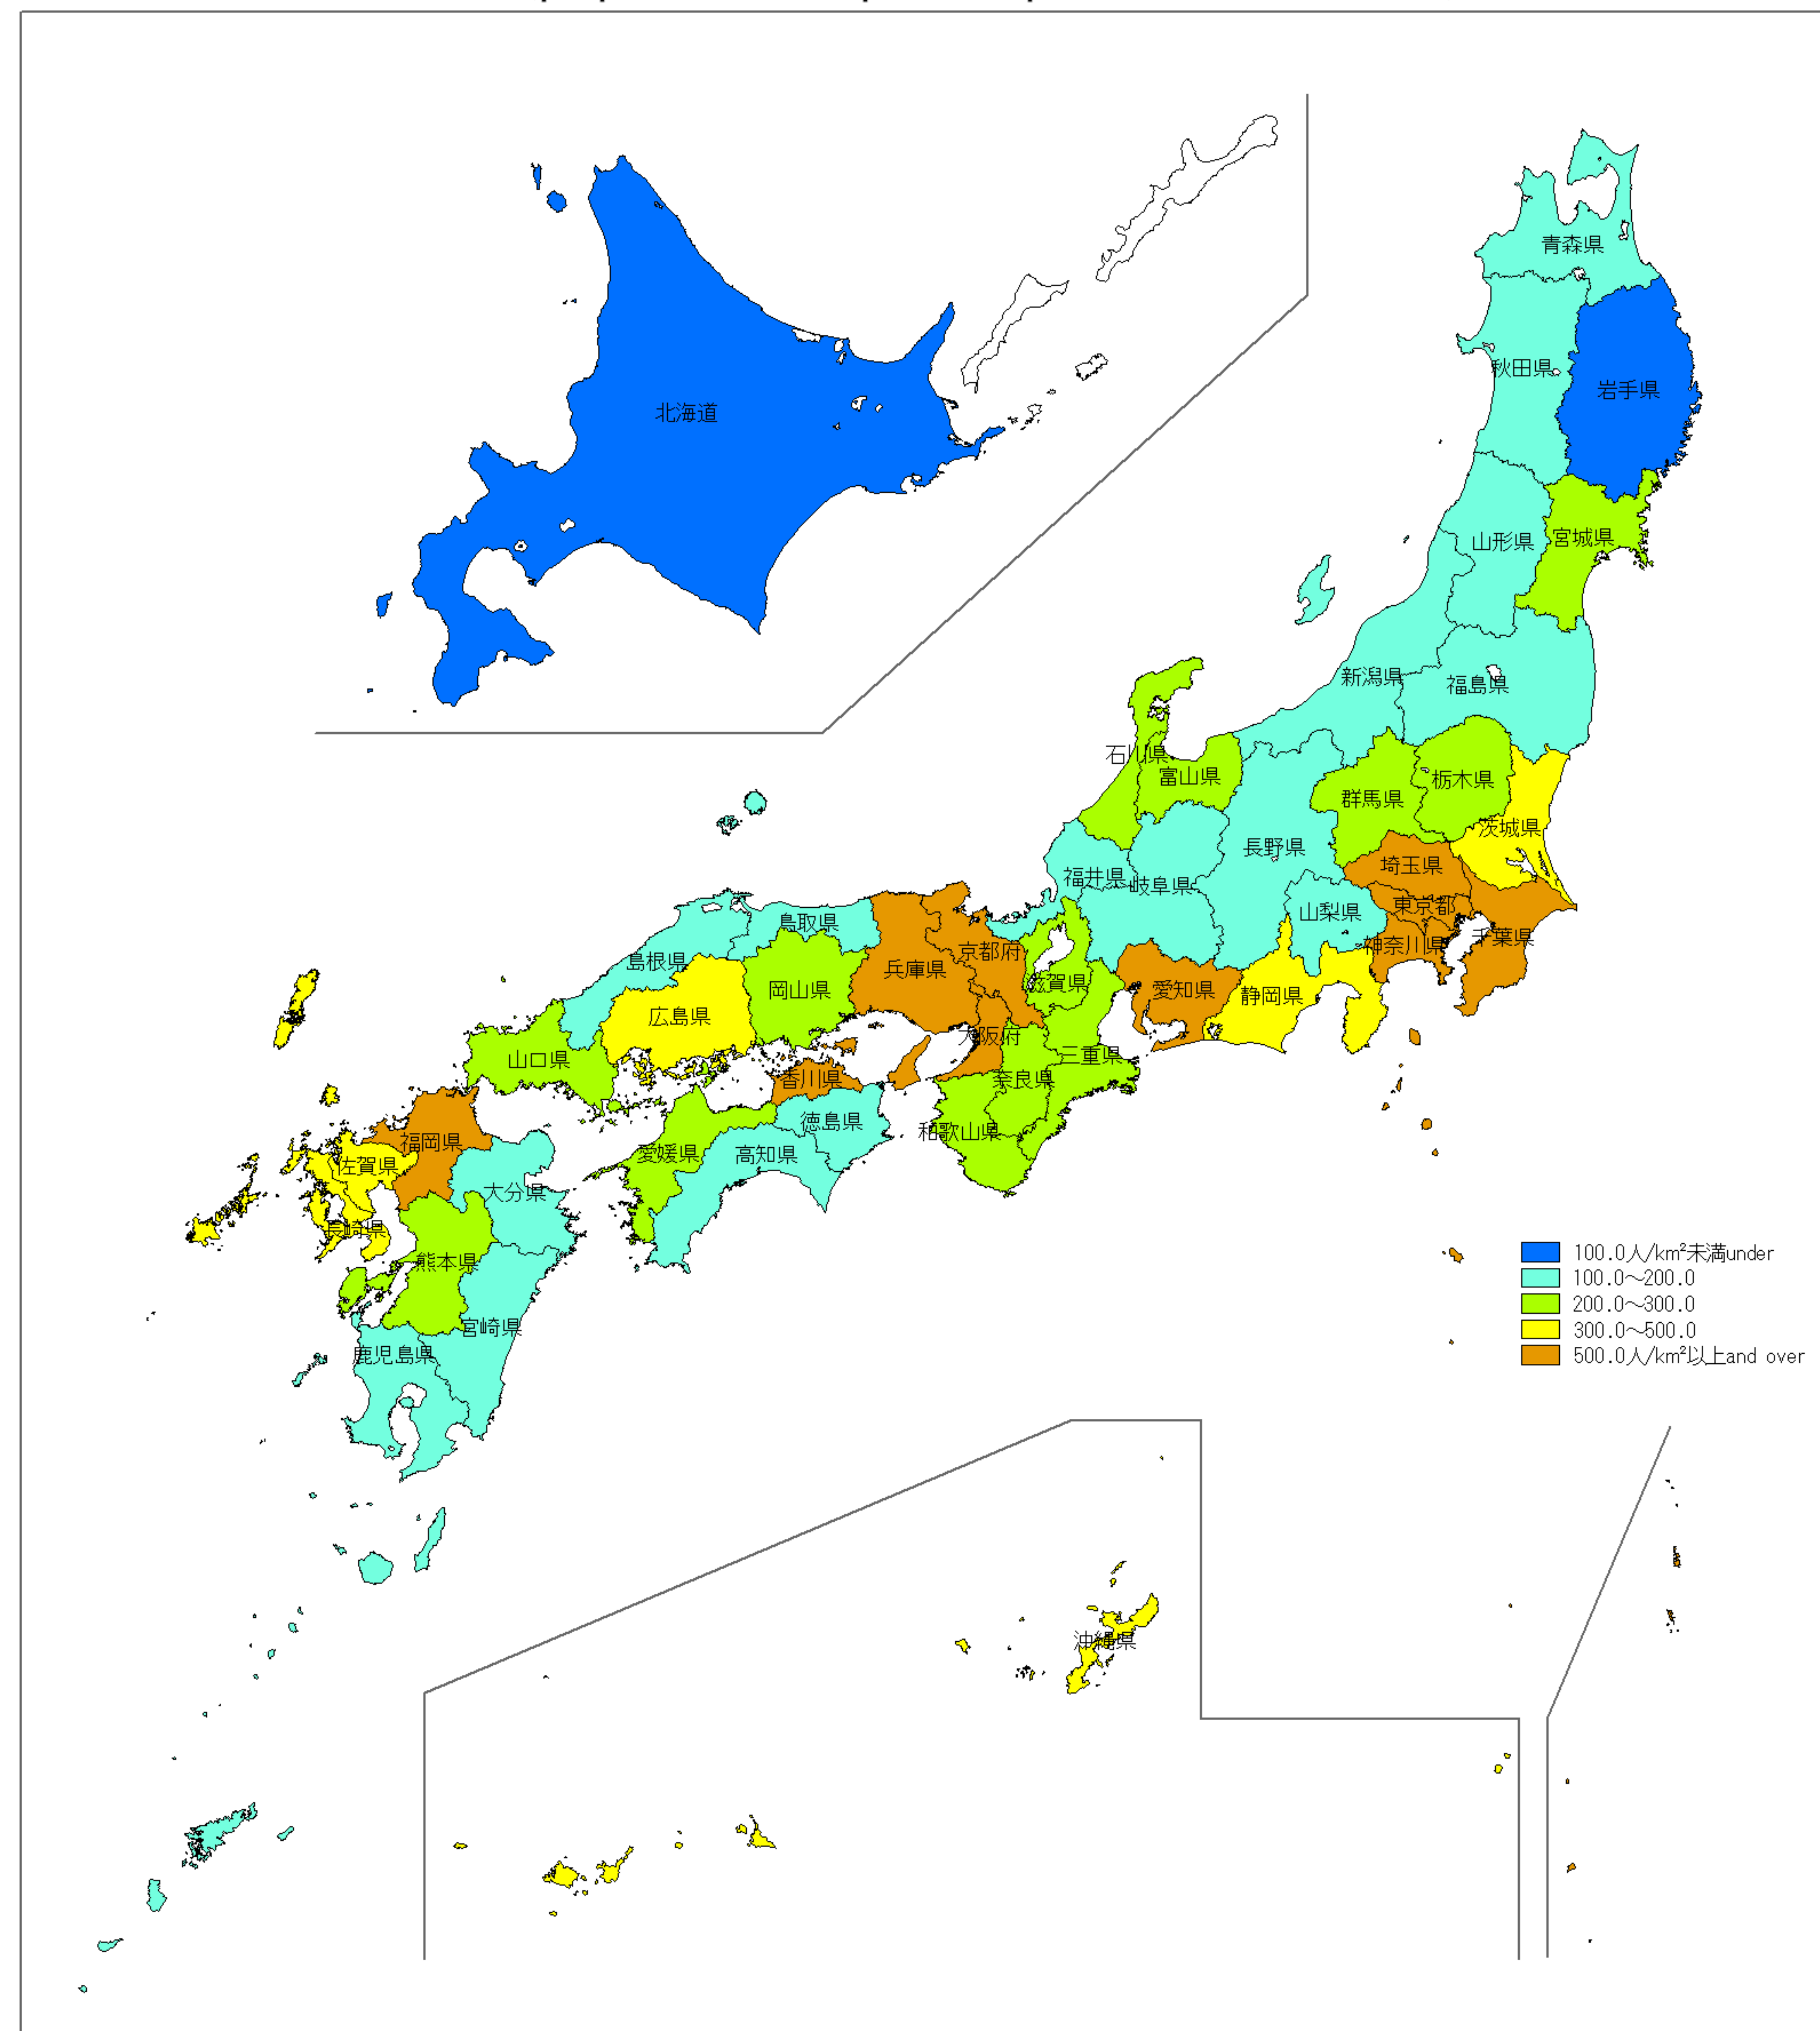 青森県
北海道
秋田県
岩手県
山形県
宮城県
新潟県
福島県
石川県
富山県
栃木県
群馬県
茨城県
長野県
埼玉県
福井県
岐阜県
東京都
山梨県
鳥取県
神奈川県
千葉県
京都府
島根県
兵庫県
滋賀県
岡山県
愛知県
静岡県
広島県
大阪府
三重県
山口県
香川県
奈良県
徳島県
和歌山県
福岡県
愛媛県
高知県
佐賀県
大分県
長崎県
熊本県
宮崎県
鹿児島県
100.0人/km²未満under
100.0～200.0
200.0～300.0
300.0～500.0
500.0人/km²以上and over
沖縄県